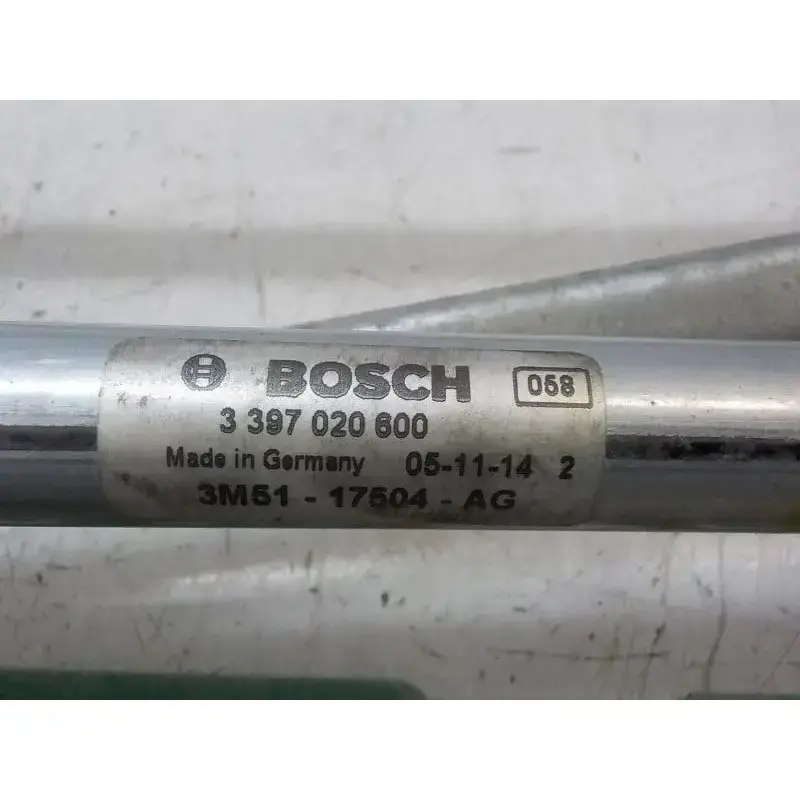 BOSCH 058
3 397 020 600
Made in Germany 05-11-14 2
3M51 - 17504 - AG